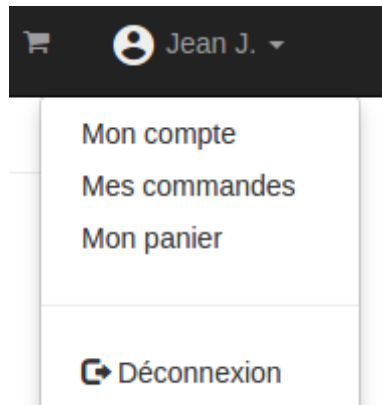 Jean J.
Mon compte
Mes commandes
Mon panier
Déconnexion